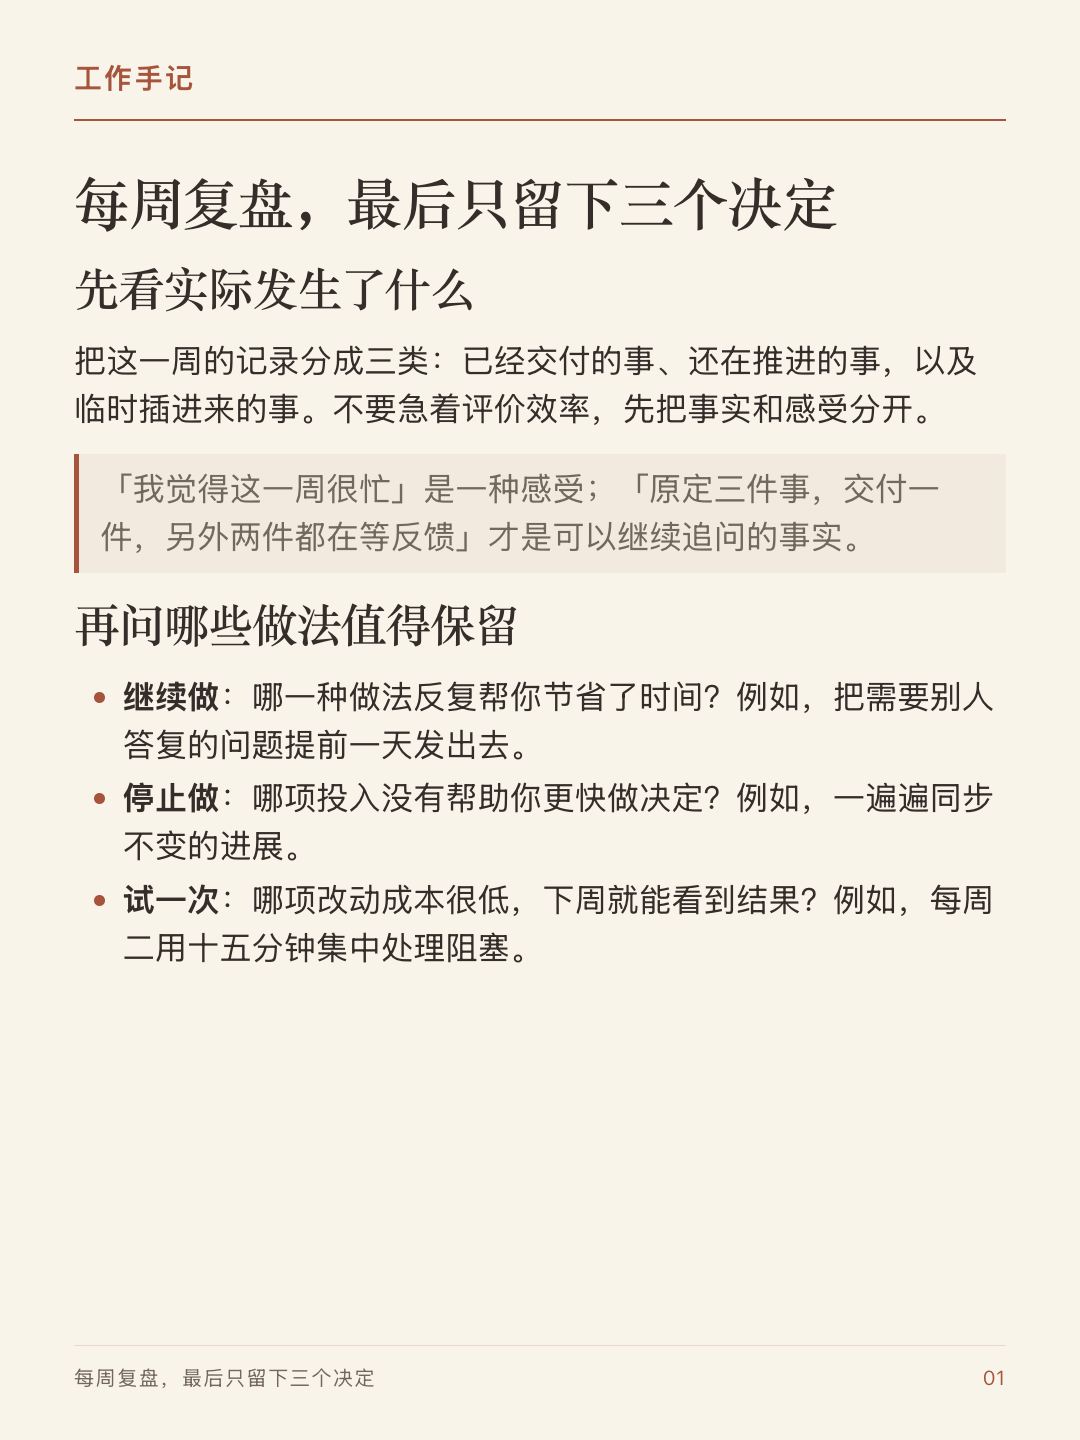 工作手记
每周复盘，最后只留下三个决定
先看实际发生了什么
把这一周的记录分成三类：已经交付的事、还在推进的事，以及
临时插进来的事。不要急着评价效率，先把事实和感受分开。
「我觉得这一周很忙」是一种感受；「原定三件事，交付一
件，另外两件都在等反馈」才是可以继续追问的事实。
再问哪些做法值得保留
• 继续做：哪一种做法反复帮你节省了时间？例如，把需要别人
答复的问题提前一天发出去。
• 停止做：哪项投入没有帮助你更快做决定？例如，一遍遍同步
不变的进展。
• 试一次：哪项改动成本很低，下周就能看到结果？例如，每周
二用十五分钟集中处理阻塞。
每周复盘，最后只留下三个决定
01